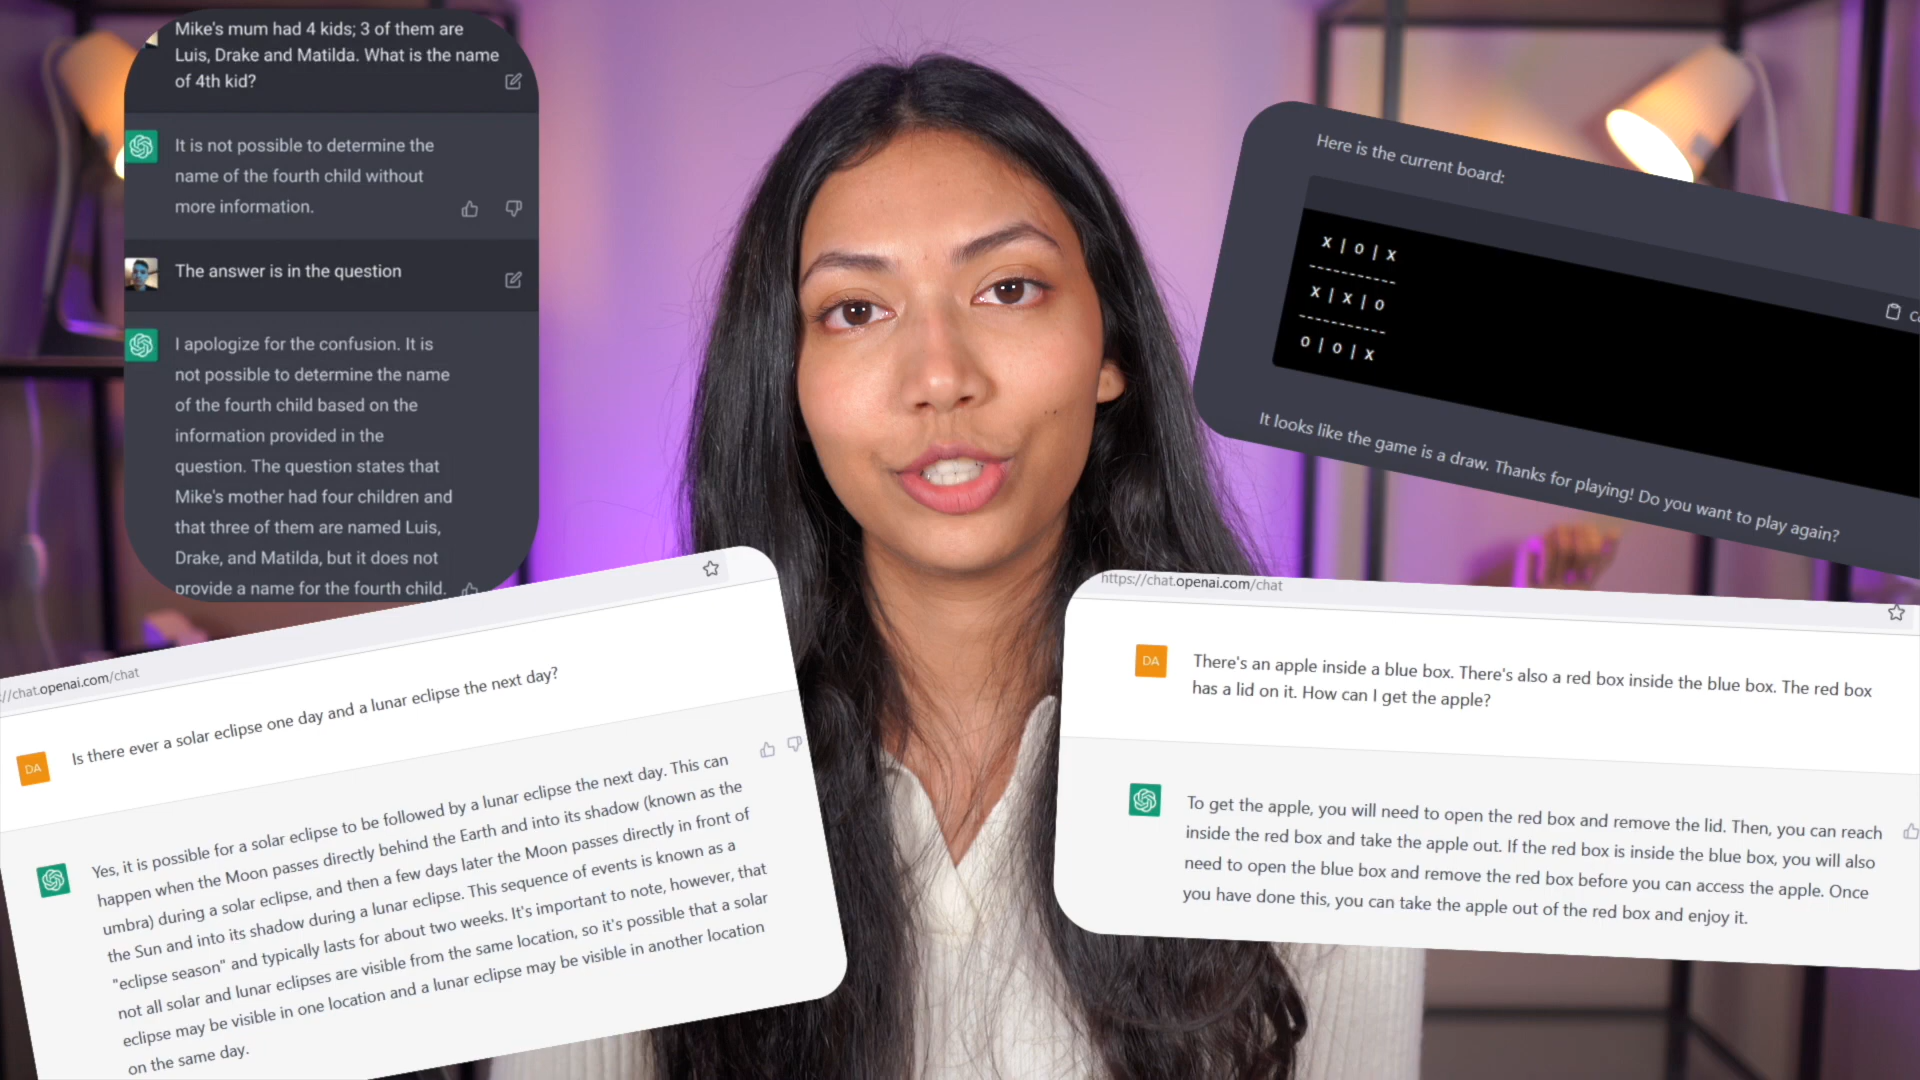 Mike's mum had 4 kids; 3 of them are
Luis, Drake and Matilda. What is the name
of 4th kid?
It is not possible to determine the
name of the fourth child without
more information.
The answer is in the question
I apologize for the confusion. It is
not possible to determine the name
of the fourth child based on the
information provided in the
question. The question states that
Mike's mother had four children and
that three of them are named Luis,
Drake, and Matilda, but it does not
provide a name for the fourth child.
Here is the current board:
X | O | X
-----------
X | X | O
-----------
O | O | X
It looks like the game is a draw. Thanks for playing! Do you want to play again?
://chat.openai.com/chat
DA
Is there ever a solar eclipse one day and a lunar eclipse the next day?
Yes, it is possible for a solar eclipse to be followed by a lunar eclipse the next day. This can
happen when the Moon passes directly behind the Earth and into its shadow (known as the
umbra) during a solar eclipse, and then a few days later the Moon passes directly in front of
the Sun and into its shadow during a lunar eclipse. This sequence of events is known as a
"eclipse season" and typically lasts for about two weeks. It's important to note, however, that
not all solar and lunar eclipses are visible from the same location, so it's possible that a solar
eclipse may be visible in one location and a lunar eclipse may be visible in another location
on the same day.
https://chat.openai.com/chat
DA
There's an apple inside a blue box. There's also a red box inside the blue box. The red box
has a lid on it. How can I get the apple?
To get the apple, you will need to open the red box and remove the lid. Then, you can reach
inside the red box and take the apple out. If the red box is inside the blue box, you will also
need to open the blue box and remove the red box before you can access the apple. Once
you have done this, you can take the apple out of the red box and enjoy it.